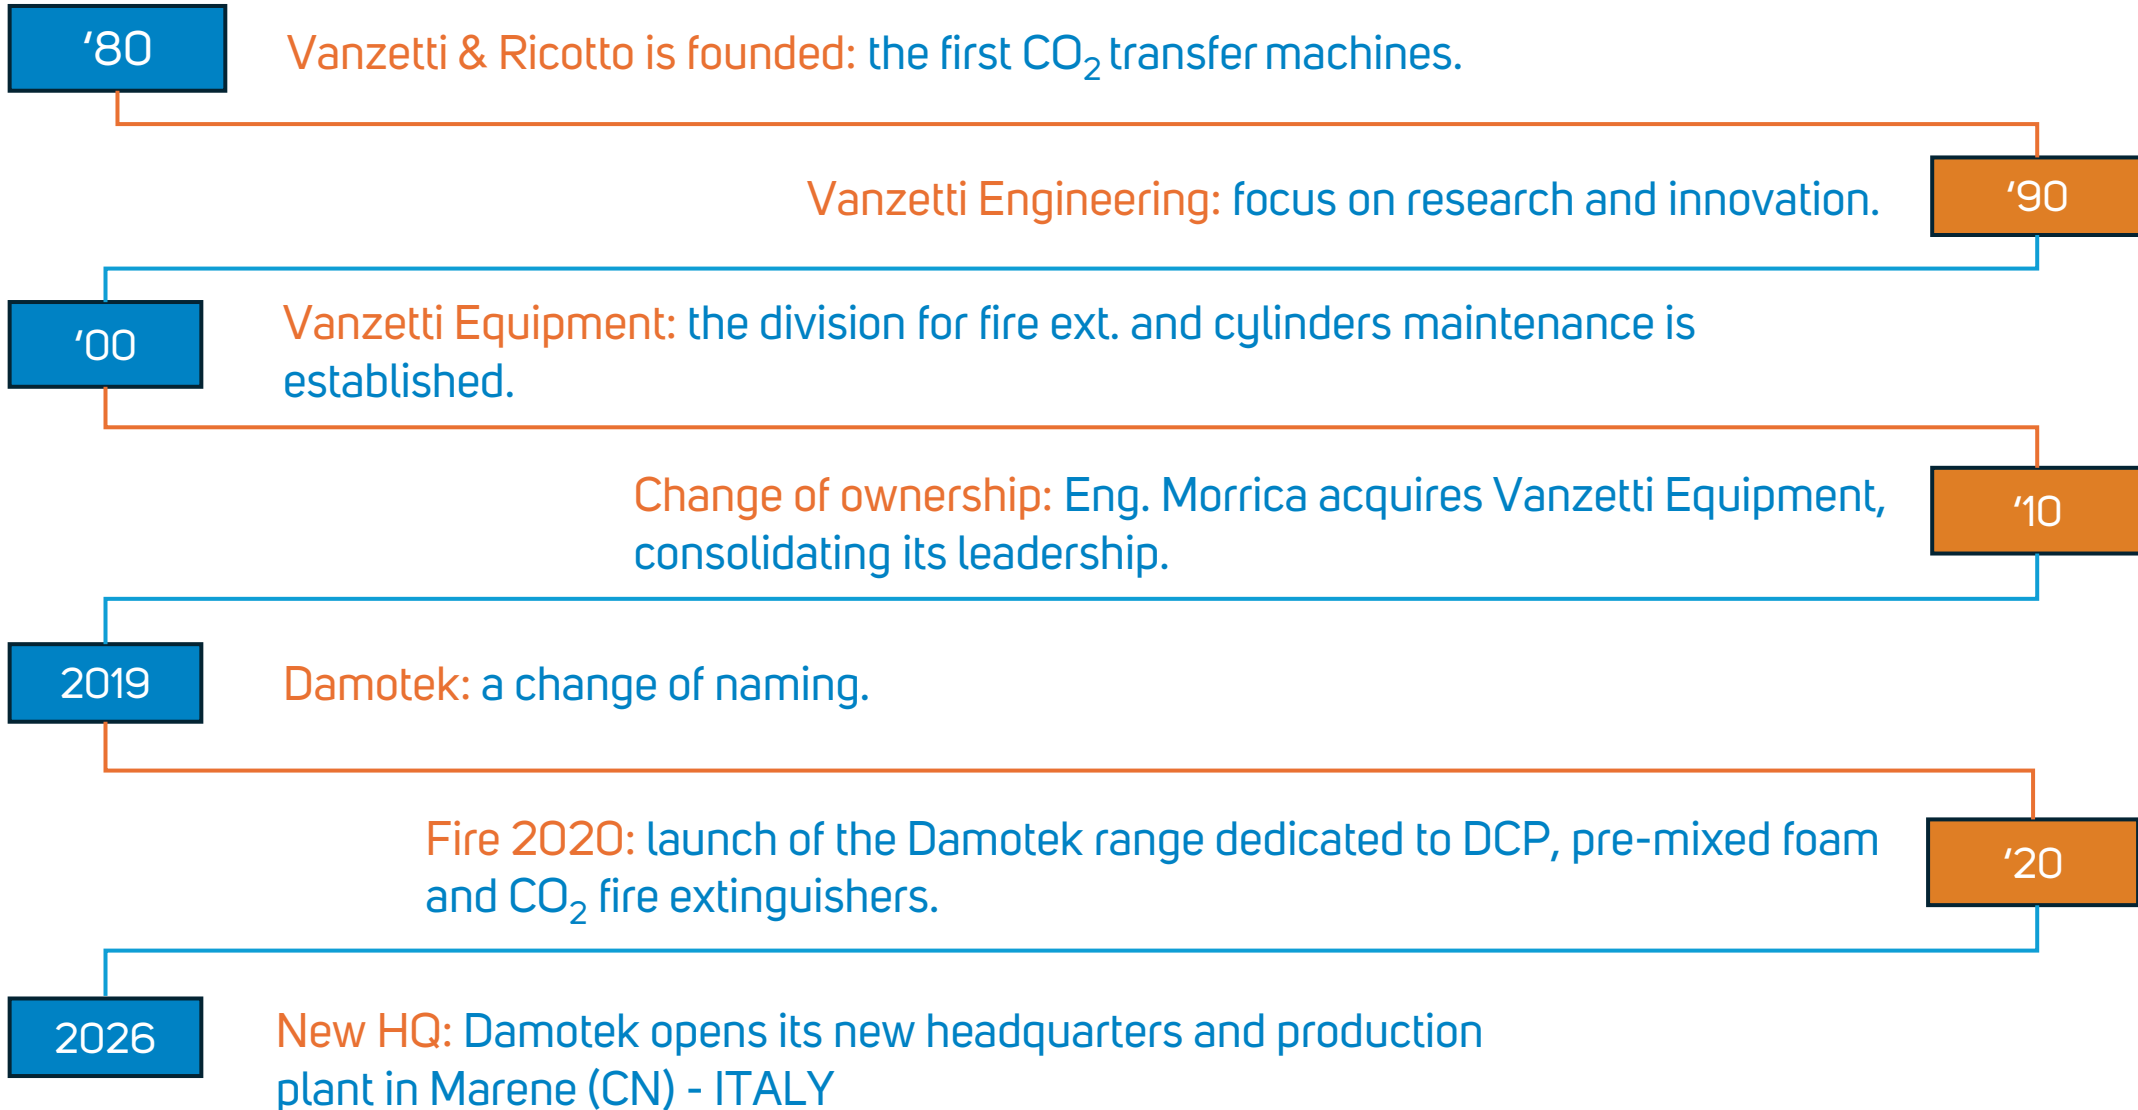 ‘80
Vanzetti & Ricotto is founded: the first CO₂ transfer machines.
Vanzetti Engineering: focus on research and innovation.
‘90
‘00
Vanzetti Equipment: the division for fire ext. and cylinders maintenance is
established.
Change of ownership: Eng. Morrica acquires Vanzetti Equipment,
consolidating its leadership.
‘10
2019
Damotek: a change of naming.
Fire 2020: launch of the Damotek range dedicated to DCP, pre-mixed foam
and CO₂ fire extinguishers.
‘20
2026
New HQ: Damotek opens its new headquarters and production
plant in Marene (CN) - ITALY